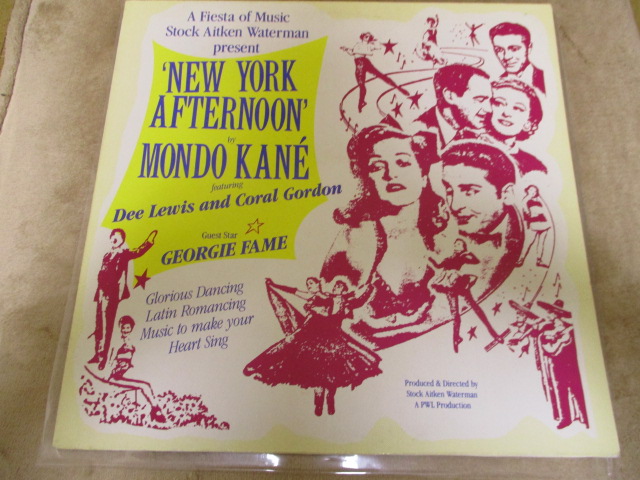 A Fiesta of Music
Stock Aitken Waterman
present
'NEW YORK
AFTERNOON'
by
MONDO KANÉ
featuring
Dee Lewis and Coral Gordon
Guest Star
GEORGIE FAME
Glorious Dancing
Latin Romancing
Music to make your
Heart Sing
Produced & Directed by
Stock Aitken Waterman
A PWL Production